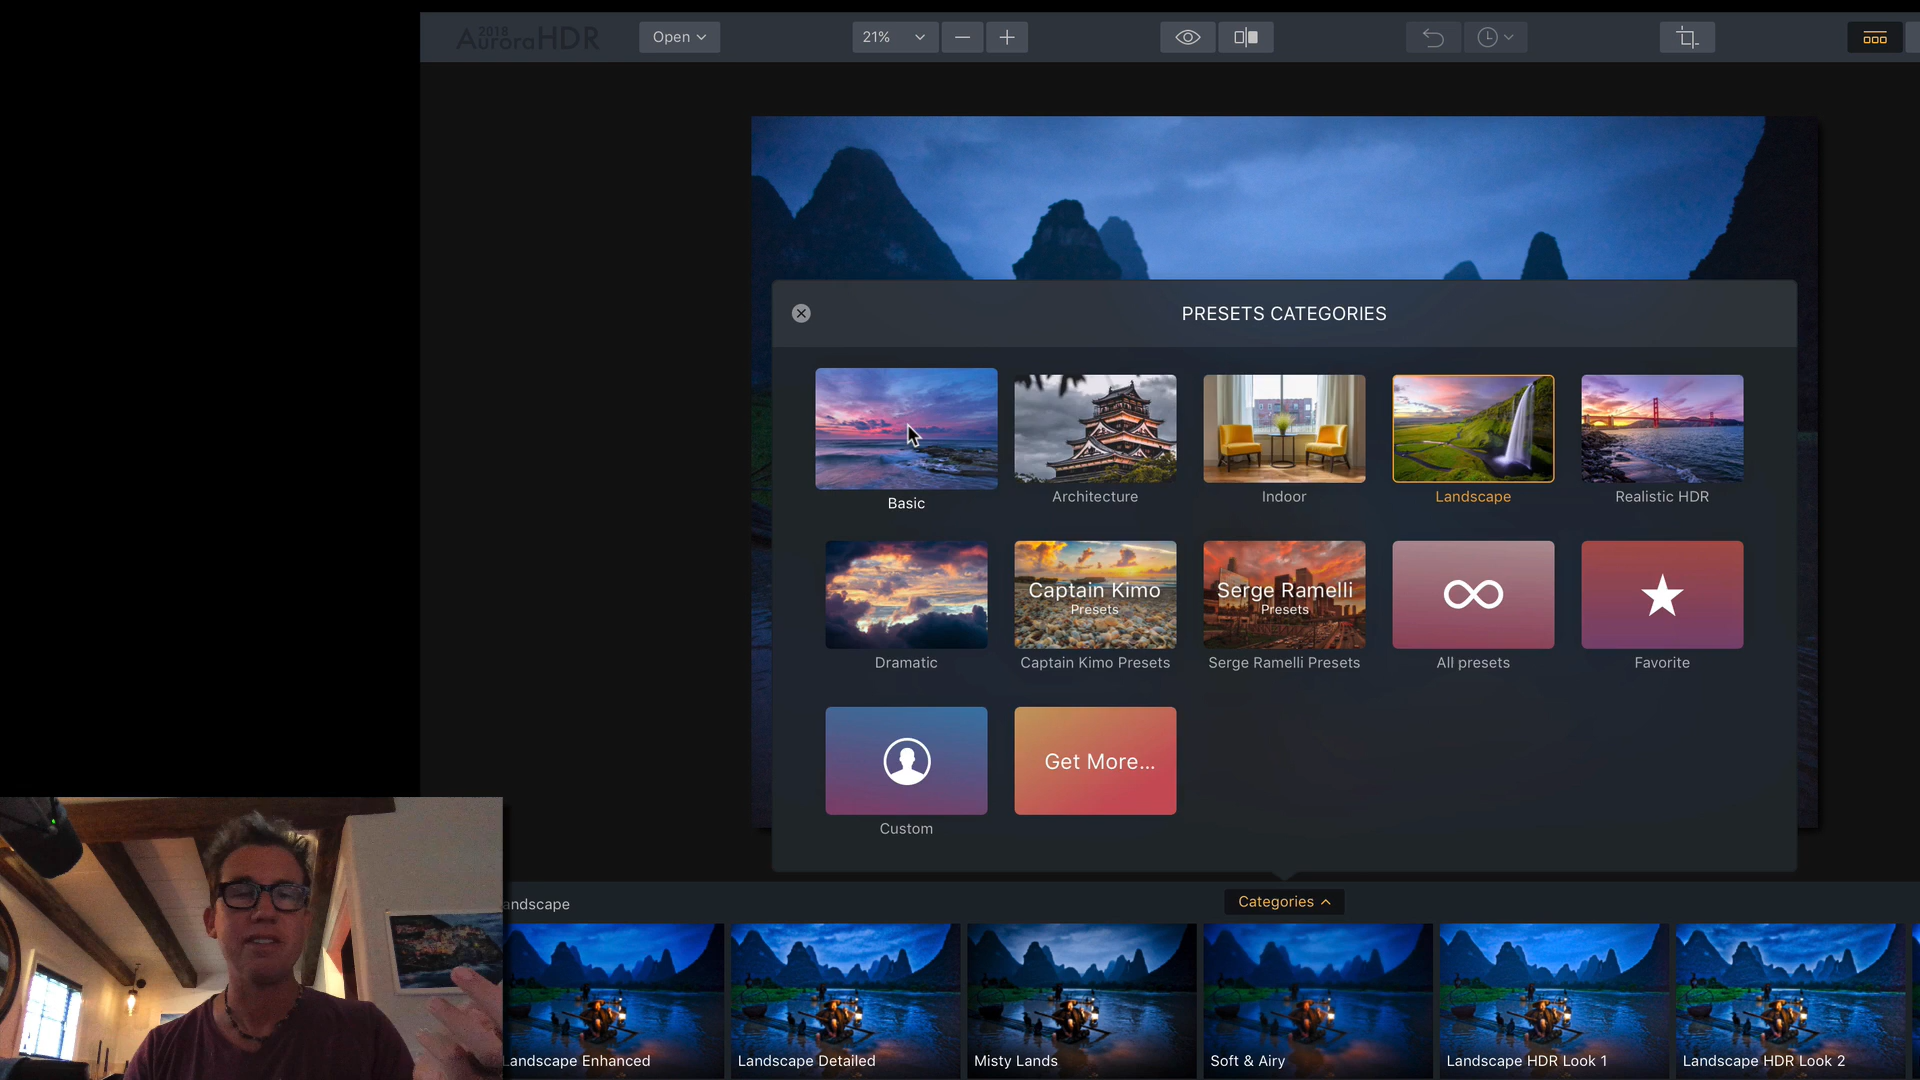 2018
AuroraHDR
Open
21%
PRESETS CATEGORIES
Basic
Architecture
Indoor
Landscape
Realistic HDR
Captain Kimo
Presets
Serge Ramelli
Presets
Dramatic
Captain Kimo Presets
Serge Ramelli Presets
All presets
Favorite
Get More...
Custom
andscape
Categories
Landscape Enhanced
Landscape Detailed
Misty Lands
Soft & Airy
Landscape HDR Look 1
Landscape HDR Look 2